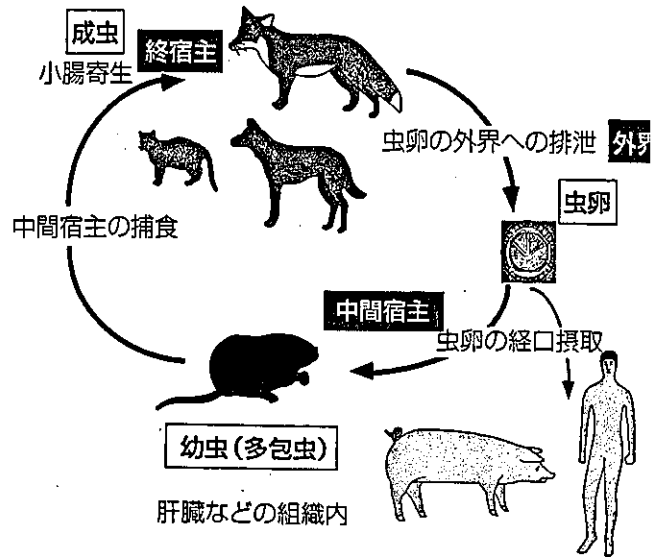 成虫
終宿主
小腸寄生
虫卵の外界への排泄
外界
虫卵
中間宿主の捕食
中間宿主
虫卵の経口摂取
幼虫(多包虫)
肝臓などの組織内